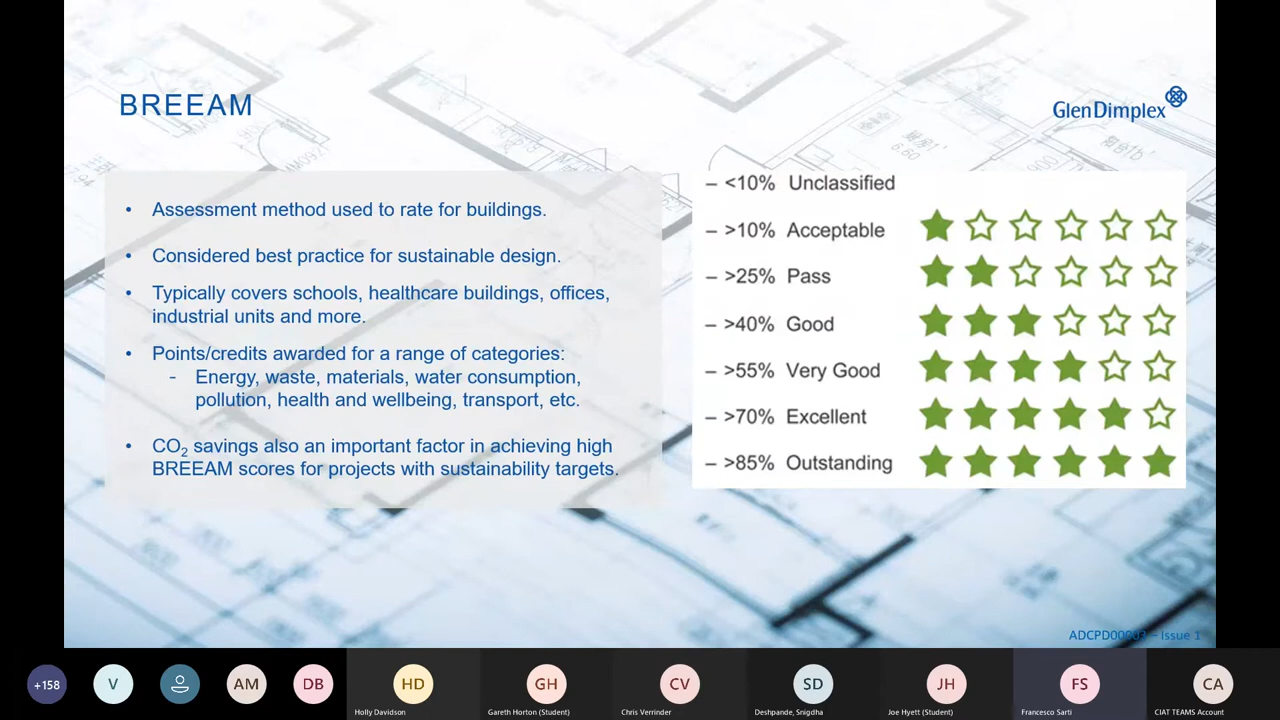 BREEAM
GlenDimplex
• Assessment method used to rate for buildings.
• Considered best practice for sustainable design.
• Typically covers schools, healthcare buildings, offices,
industrial units and more.
• Points/credits awarded for a range of categories:
- Energy, waste, materials, water consumption,
pollution, health and wellbeing, transport, etc.
• CO₂ savings also an important factor in achieving high
BREEAM scores for projects with sustainability targets.
– <10% Unclassified
– >10% Acceptable
– >25% Pass
– >40% Good
– >55% Very Good
– >70% Excellent
– >85% Outstanding
– Issue 1
+158
V
AM
DB
HD
GH
CV
SD
JH
FS
CA
Holly Davidson
Gareth Horton (Student)
Chris Verrinder
Deshpande, Snigdha
Joe Hyett (Student)
Francesco Sarti
CIAT TEAMS Account